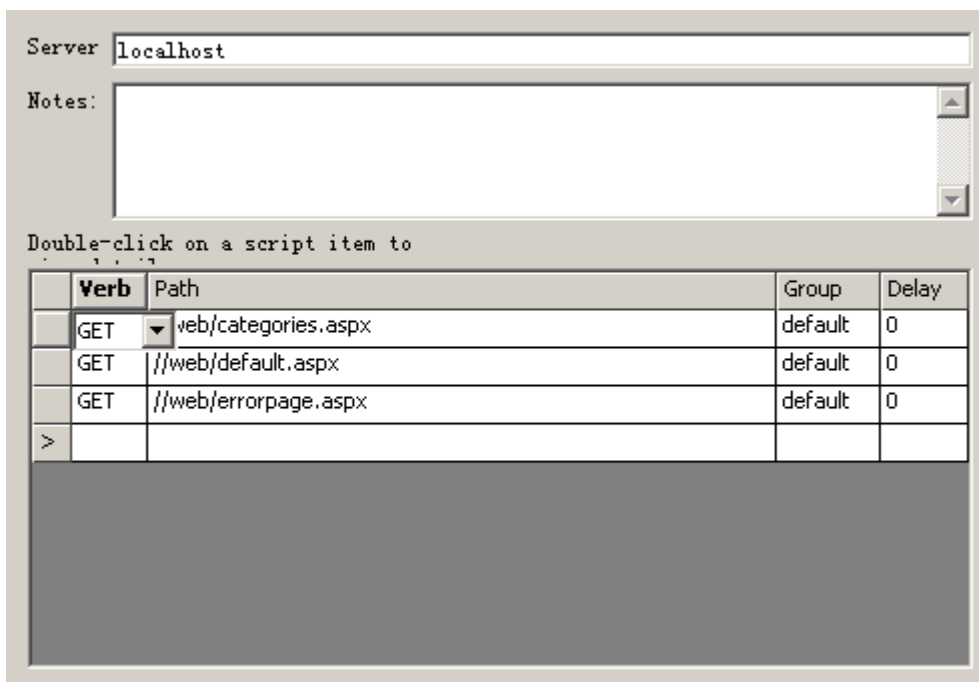 Server localhost
Notes:
Double-click on a script item to
Verb Path Group Delay
GET web/categories.aspx default 0
GET //web/default.aspx default 0
GET //web/errorpage.aspx default 0
>